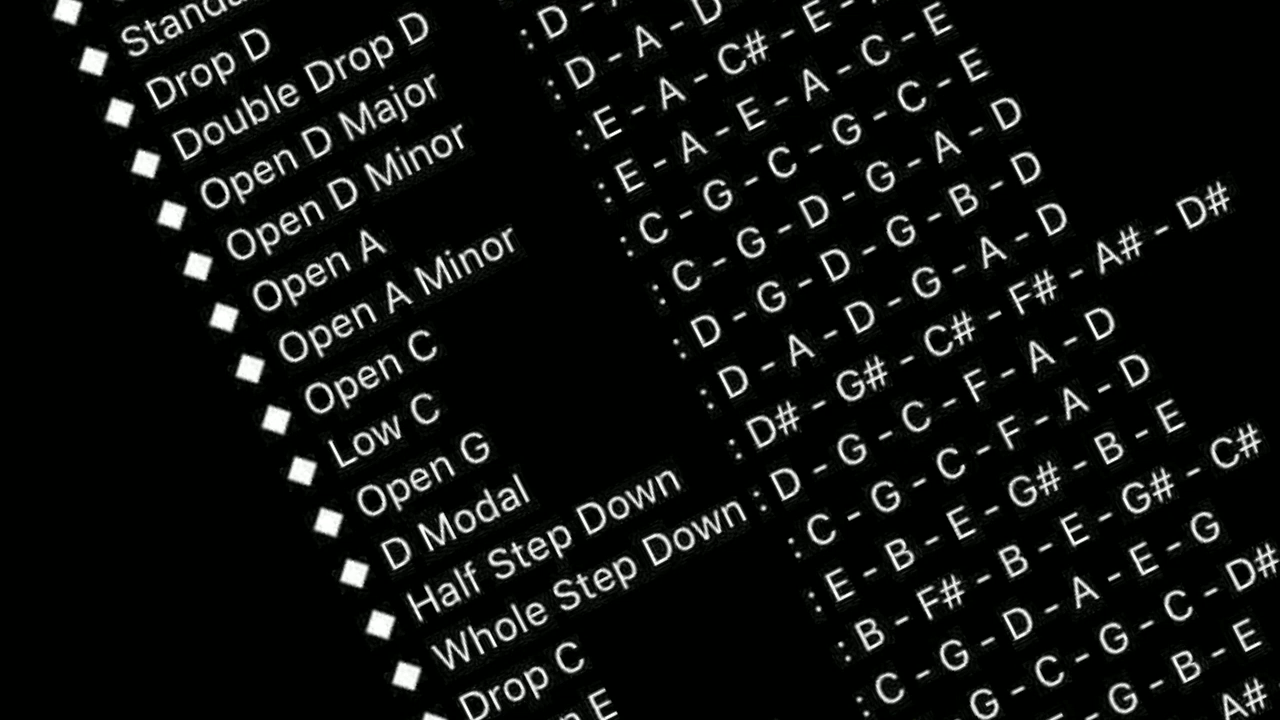 Standa
Drop D
Double Drop D
Open D Major : D -
Open D Minor : D - A - D
Open A : E - A - C# - E -
Open A Minor : E - A - E - A - C - E
Open C : C - G - C - G - C - E
Low C : C - G - D - G - A - D
Open G : D - G - D - G - B - D
D Modal : D - A - D - G - A - D
Half Step Down : D# - G# - C# - F# - A# - D#
Whole Step Down : D - G - C - F - A - D
Drop C : C - G - C - F - A - D
n E : E - B - E - G# - B - E
: B - F# - B - E - G# - C#
: C - G - D - A - E - G
G - C - G - C - D#
G - B - E
A#